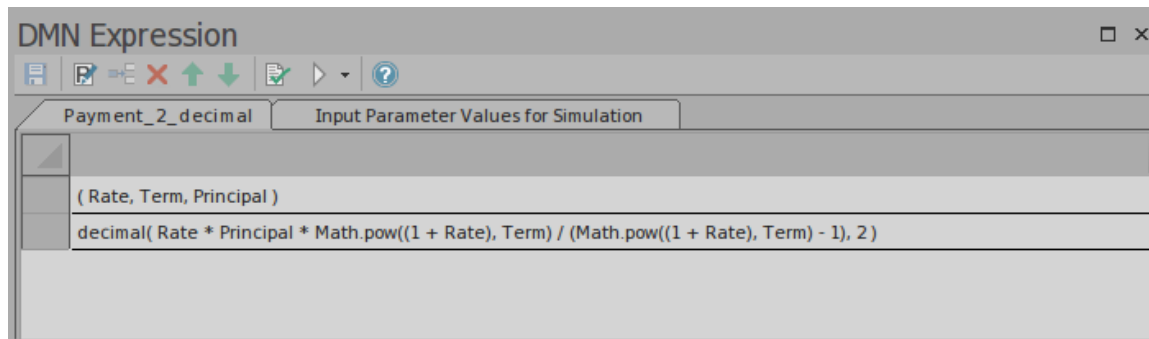 DMN Expression
Payment_2_decimal Input Parameter Values for Simulation
( Rate, Term, Principal )
decimal( Rate * Principal * Math.pow((1 + Rate), Term) / (Math.pow((1 + Rate), Term) - 1), 2 )